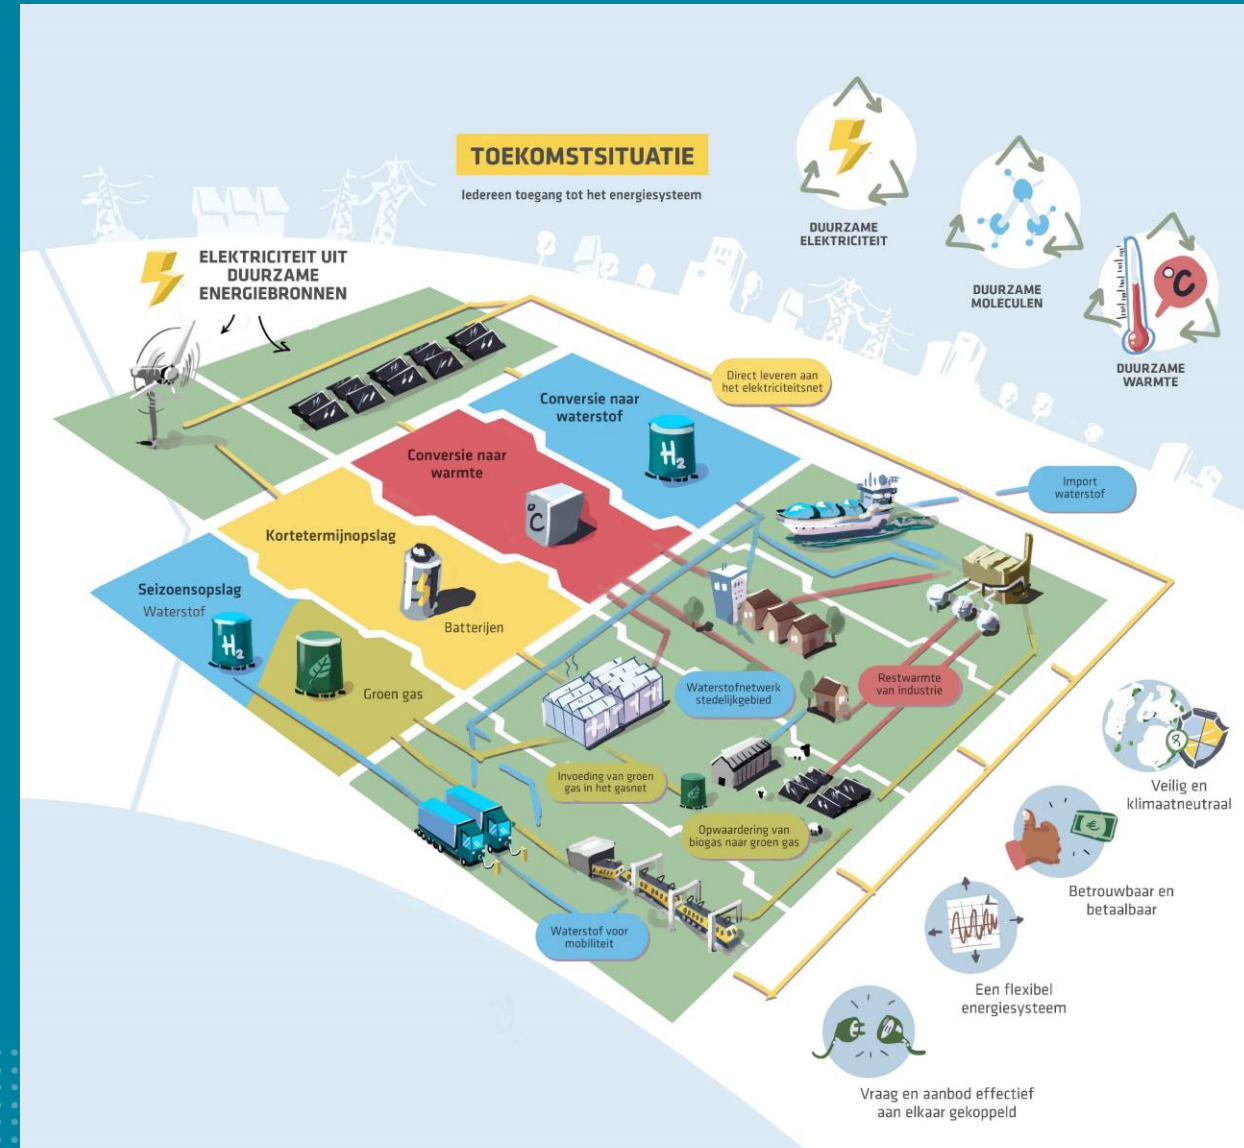 TOEKOMSTSITUATIE
Iedereen toegang tot het energiesysteem
DUURZAME
ELEKTRICITEIT
DUURZAME
MOLECULEN
°C
DUURZAME
WARMTE
ELEKTRICITEIT UIT
DUURZAME
ENERGIEBRONNEN
Direct leveren aan
het elektriciteitsnet
Conversie naar
waterstof
H₂
Conversie naar
warmte
°C
Import
waterstof
Kortetermijnopslag
Batterijen
Seizoensopslag
Waterstof
H₂
Groen gas
Waterstofnetwerk
stedelijkgebied
Restwarmte
van industrie
Invoeding van groen
gas in het gasnet
Opwaardering van
biogas naar groen gas
Waterstof voor
mobiliteit
Veilig en
klimaatneutraal
€
Betrouwbaar en
betaalbaar
Een flexibel
energiesysteem
Vraag en aanbod effectief
aan elkaar gekoppeld